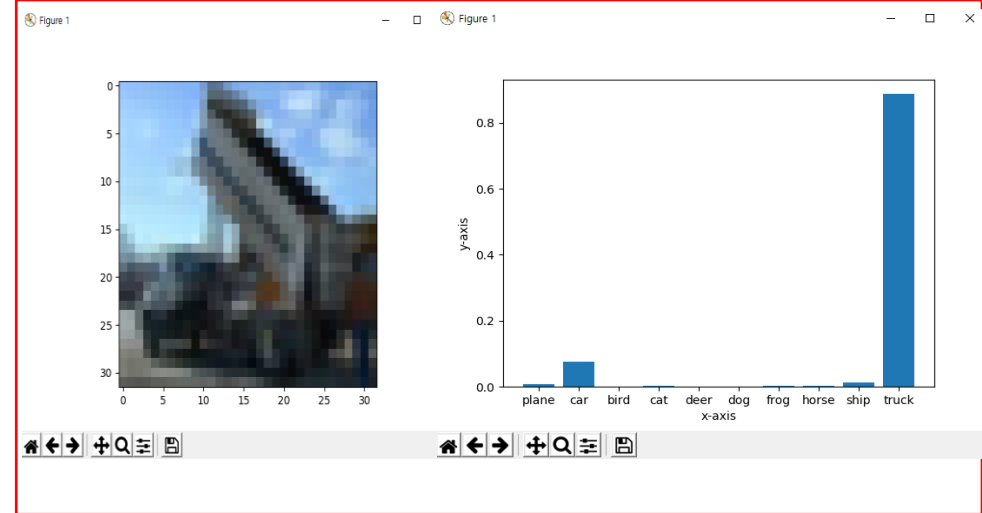 Figure 1
0
5
10
15
20
25
30
0 5 10 15 20 25 30
Figure 1
y-axis
0.8
0.6
0.4
0.2
0.0
plane car bird cat deer dog frog horse ship truck
x-axis